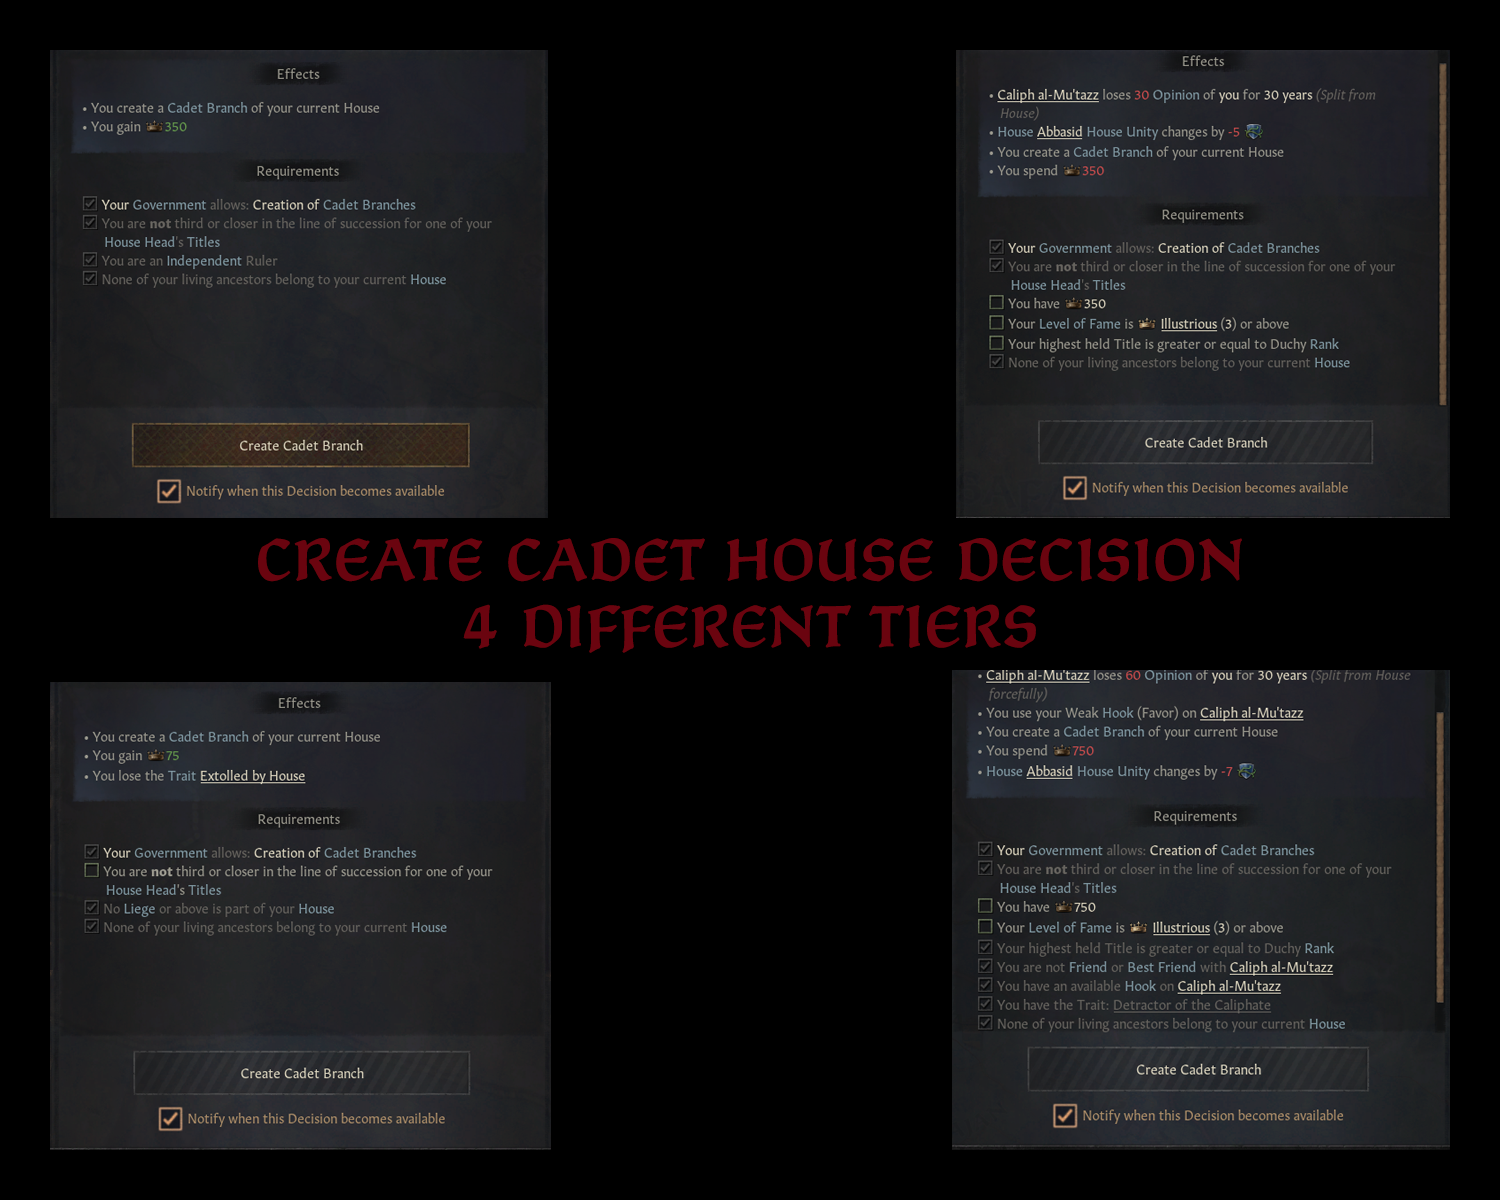 Effects
• You create a Cadet Branch of your current House
• You gain 350
Requirements
Your Government allows: Creation of Cadet Branches
You are not third or closer in the line of succession for one of your
House Head's Titles
You are an Independent Ruler
None of your living ancestors belong to your current House
Create Cadet Branch
Notify when this Decision becomes available
Effects
• Caliph al-Mu'tazz loses 30 Opinion of you for 30 years (Split from
House)
• House Abbasid House Unity changes by -5
• You create a Cadet Branch of your current House
• You spend 350
Requirements
Your Government allows: Creation of Cadet Branches
You are not third or closer in the line of succession for one of your
House Head's Titles
You have 350
Your Level of Fame is Illustrious (3) or above
Your highest held Title is greater or equal to Duchy Rank
None of your living ancestors belong to your current House
Create Cadet Branch
Notify when this Decision becomes available
CREATE CADET HOUSE DECISION
4 DIFFERENT TIERS
Effects
• You create a Cadet Branch of your current House
• You gain 75
• You lose the Trait Extolled by House
Requirements
Your Government allows: Creation of Cadet Branches
You are not third or closer in the line of succession for one of your
House Head's Titles
No Liege or above is part of your House
None of your living ancestors belong to your current House
Create Cadet Branch
Notify when this Decision becomes available
• Caliph al-Mu'tazz loses 60 Opinion of you for 30 years (Split from House
forcefully)
• You use your Weak Hook (Favor) on Caliph al-Mu'tazz
• You create a Cadet Branch of your current House
• You spend 750
• House Abbasid House Unity changes by -7
Requirements
Your Government allows: Creation of Cadet Branches
You are not third or closer in the line of succession for one of your
House Head's Titles
You have 750
Your Level of Fame is Illustrious (3) or above
Your highest held Title is greater or equal to Duchy Rank
You are not Friend or Best Friend with Caliph al-Mu'tazz
You have an available Hook on Caliph al-Mu'tazz
You have the Trait: Detractor of the Caliphate
None of your living ancestors belong to your current House
Create Cadet Branch
Notify when this Decision becomes available